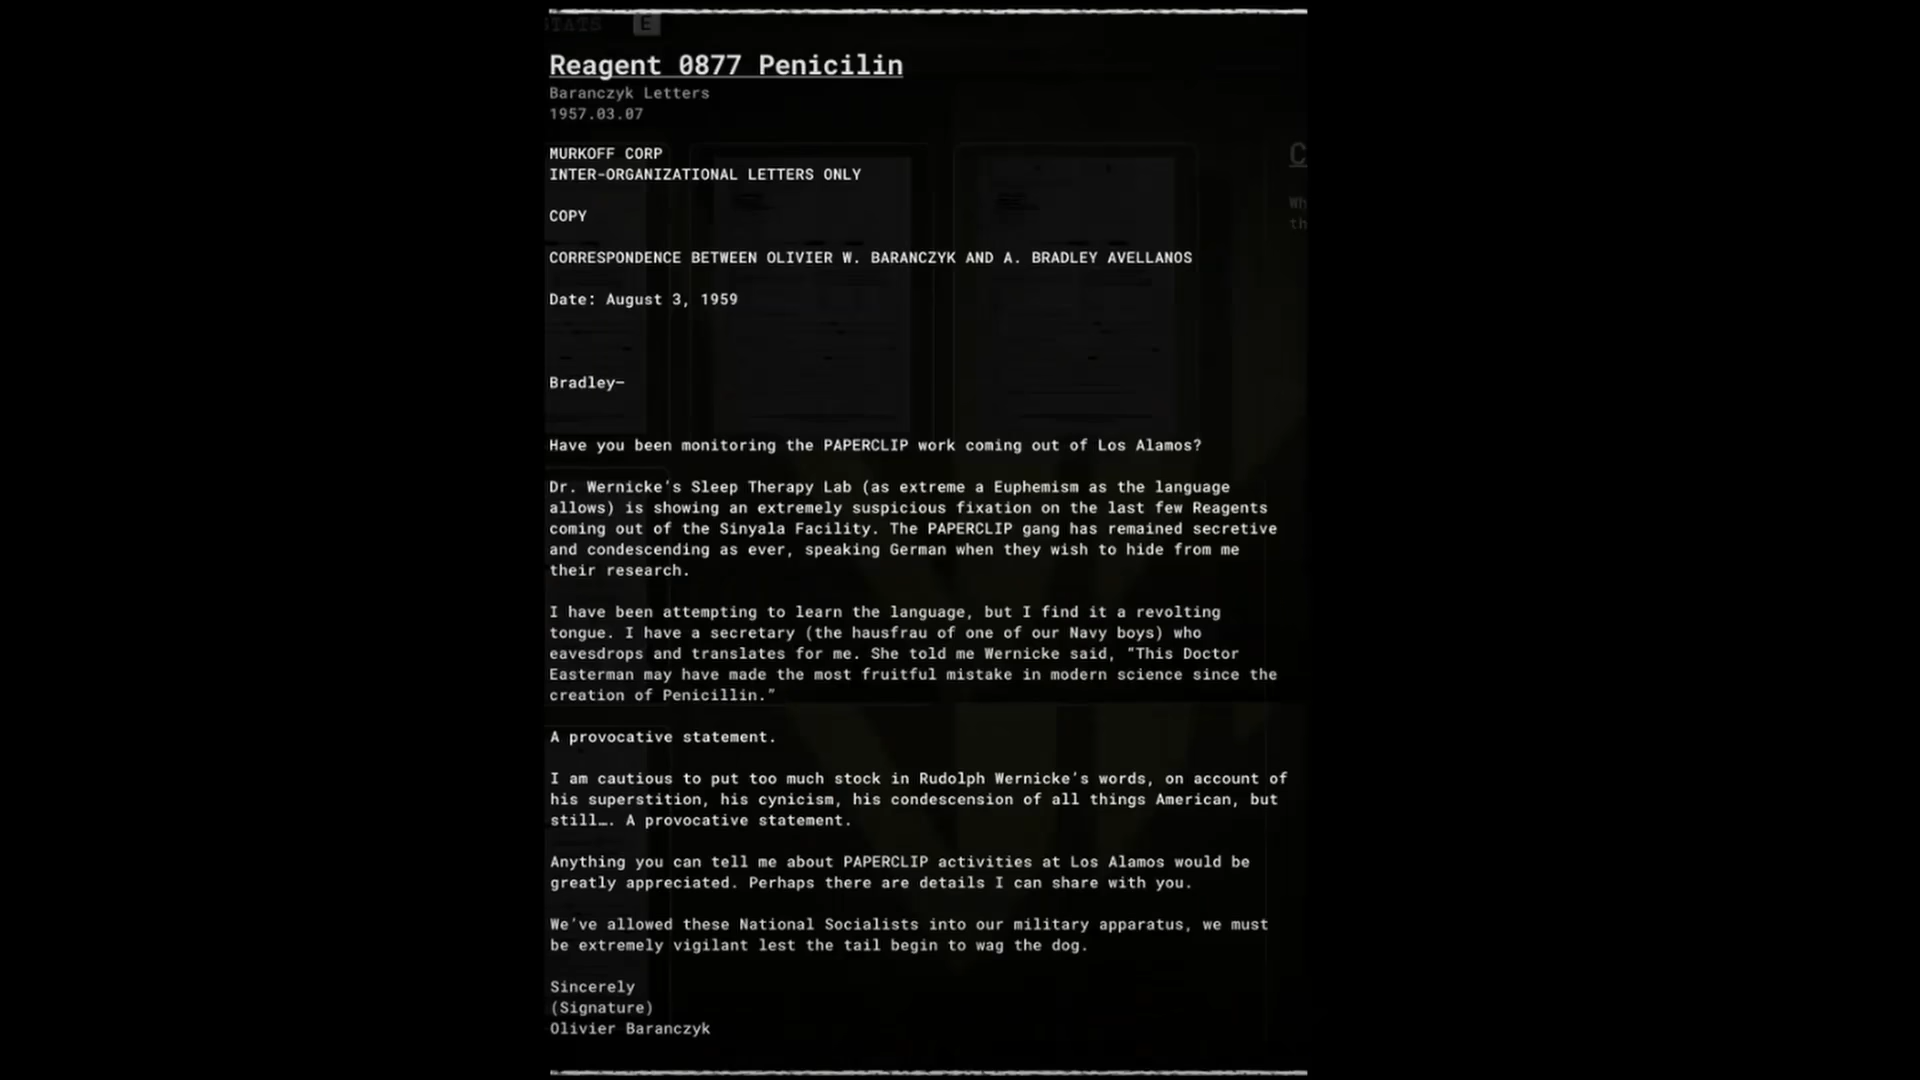 STATS E
Reagent 0877 Penicilin
Baranczyk Letters
1957.03.07
MURKOFF CORP
INTER-ORGANIZATIONAL LETTERS ONLY
COPY
CORRESPONDENCE BETWEEN OLIVIER W. BARANCZYK AND A. BRADLEY AVELLANOS
Date: August 3, 1959
Bradley—
Have you been monitoring the PAPERCLIP work coming out of Los Alamos?
Dr. Wernicke's Sleep Therapy Lab (as extreme a Euphemism as the language
allows) is showing an extremely suspicious fixation on the last few Reagents
coming out of the Sinyala Facility. The PAPERCLIP gang has remained secretive
and condescending as ever, speaking German when they wish to hide from me
their research.
I have been attempting to learn the language, but I find it a revolting
tongue. I have a secretary (the hausfrau of one of our Navy boys) who
eavesdrops and translates for me. She told me Wernicke said, "This Doctor
Easterman may have made the most fruitful mistake in modern science since the
creation of Penicillin."
A provocative statement.
I am cautious to put too much stock in Rudolph Wernicke's words, on account of
his superstition, his cynicism, his condescension of all things American, but
still…. A provocative statement.
Anything you can tell me about PAPERCLIP activities at Los Alamos would be
greatly appreciated. Perhaps there are details I can share with you.
We've allowed these National Socialists into our military apparatus, we must
be extremely vigilant lest the tail begin to wag the dog.
Sincerely
(Signature)
Olivier Baranczyk